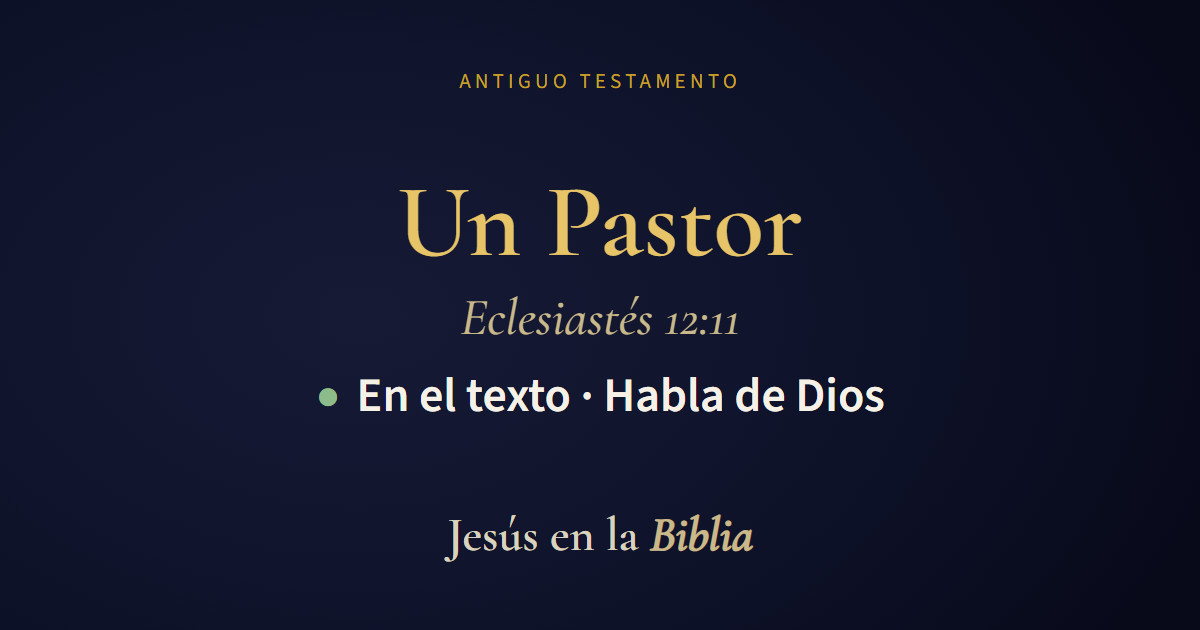 ANTIGUO TESTAMENTO
Un Pastor
Eclesiastés 12:11
• En el texto · Habla de Dios
Jesús en la Biblia